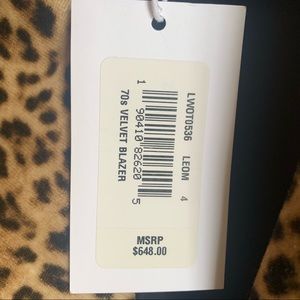 LWOT0536 LEOM 4
1 90410 82620 5
70s VELVET BLAZER
MSRP
$648.00